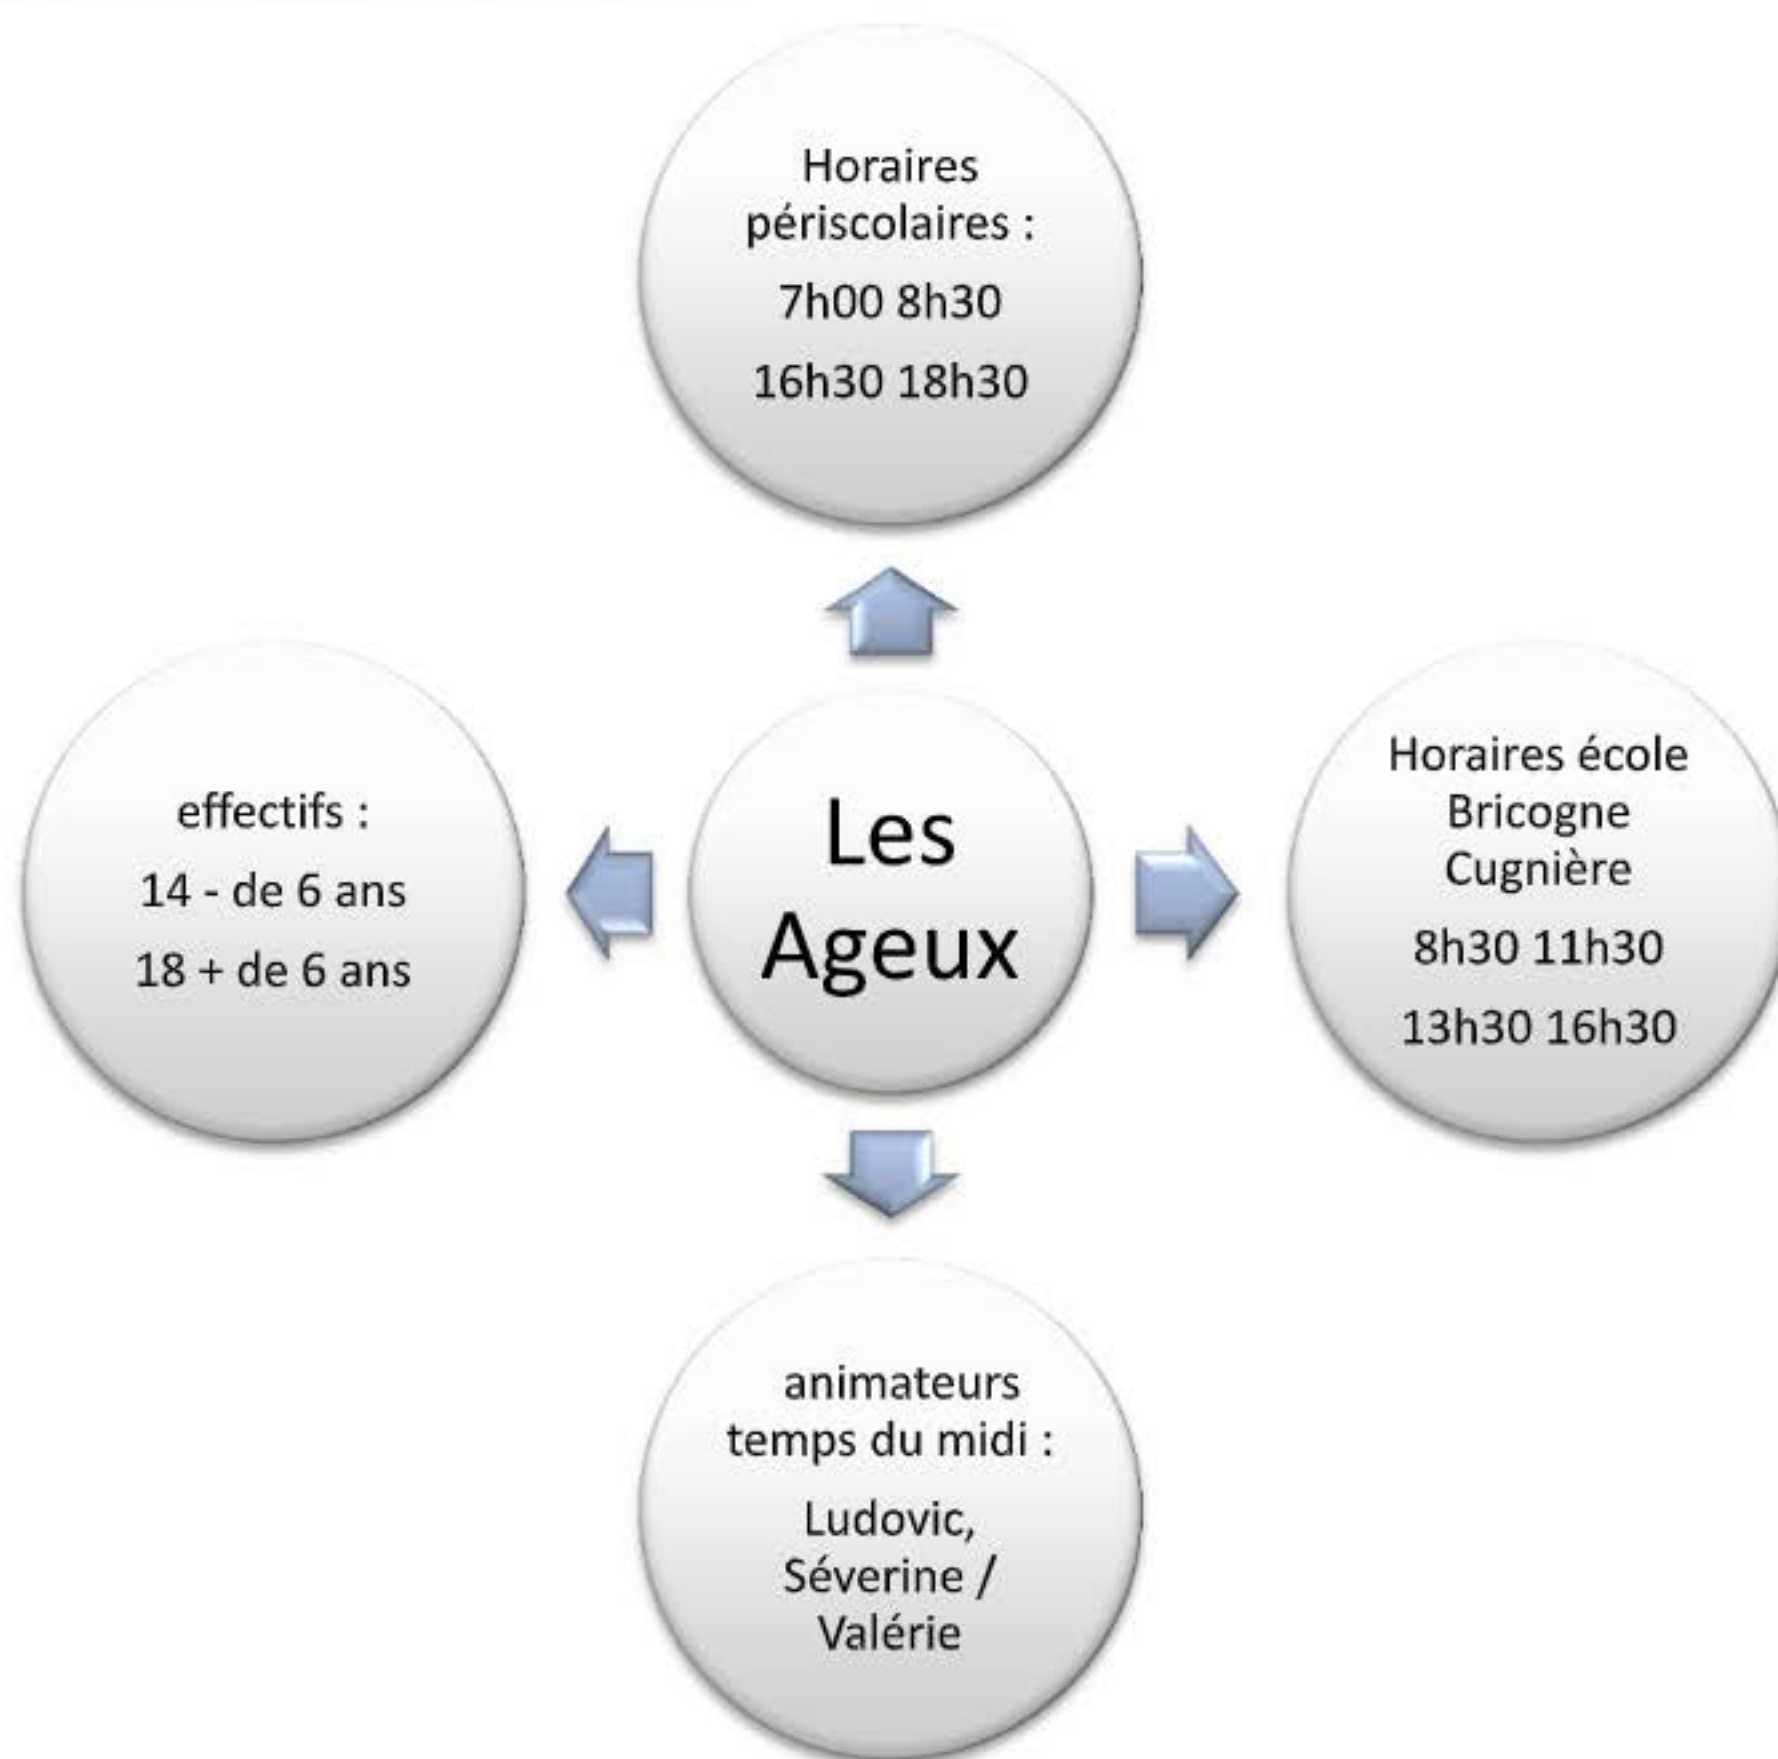 Horaires
périscolaires :
7h00 8h30
16h30 18h30
effectifs :
14 - de 6 ans
18 + de 6 ans
Les
Ageux
Horaires école
Bricogne
Cugnière
8h30 11h30
13h30 16h30
animateurs
temps du midi :
Ludovic,
Séverine /
Valérie